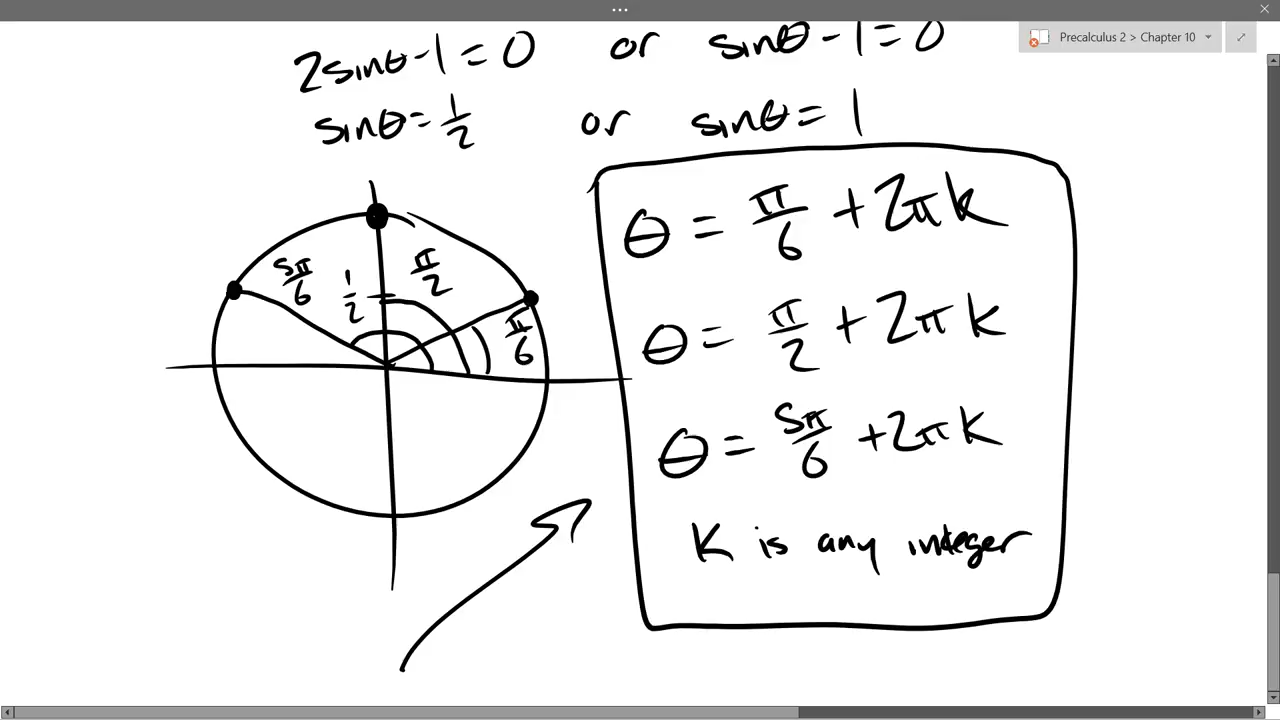 Precalculus 2 > Chapter 10
2sinθ-1=0 or sinθ-1=0
sinθ=1/2 or sinθ=1
θ = π/6 + 2πk
θ = π/2 + 2πk
θ = 5π/6 + 2πk
K is any integer
5π/6
1/2
π/2
π/6